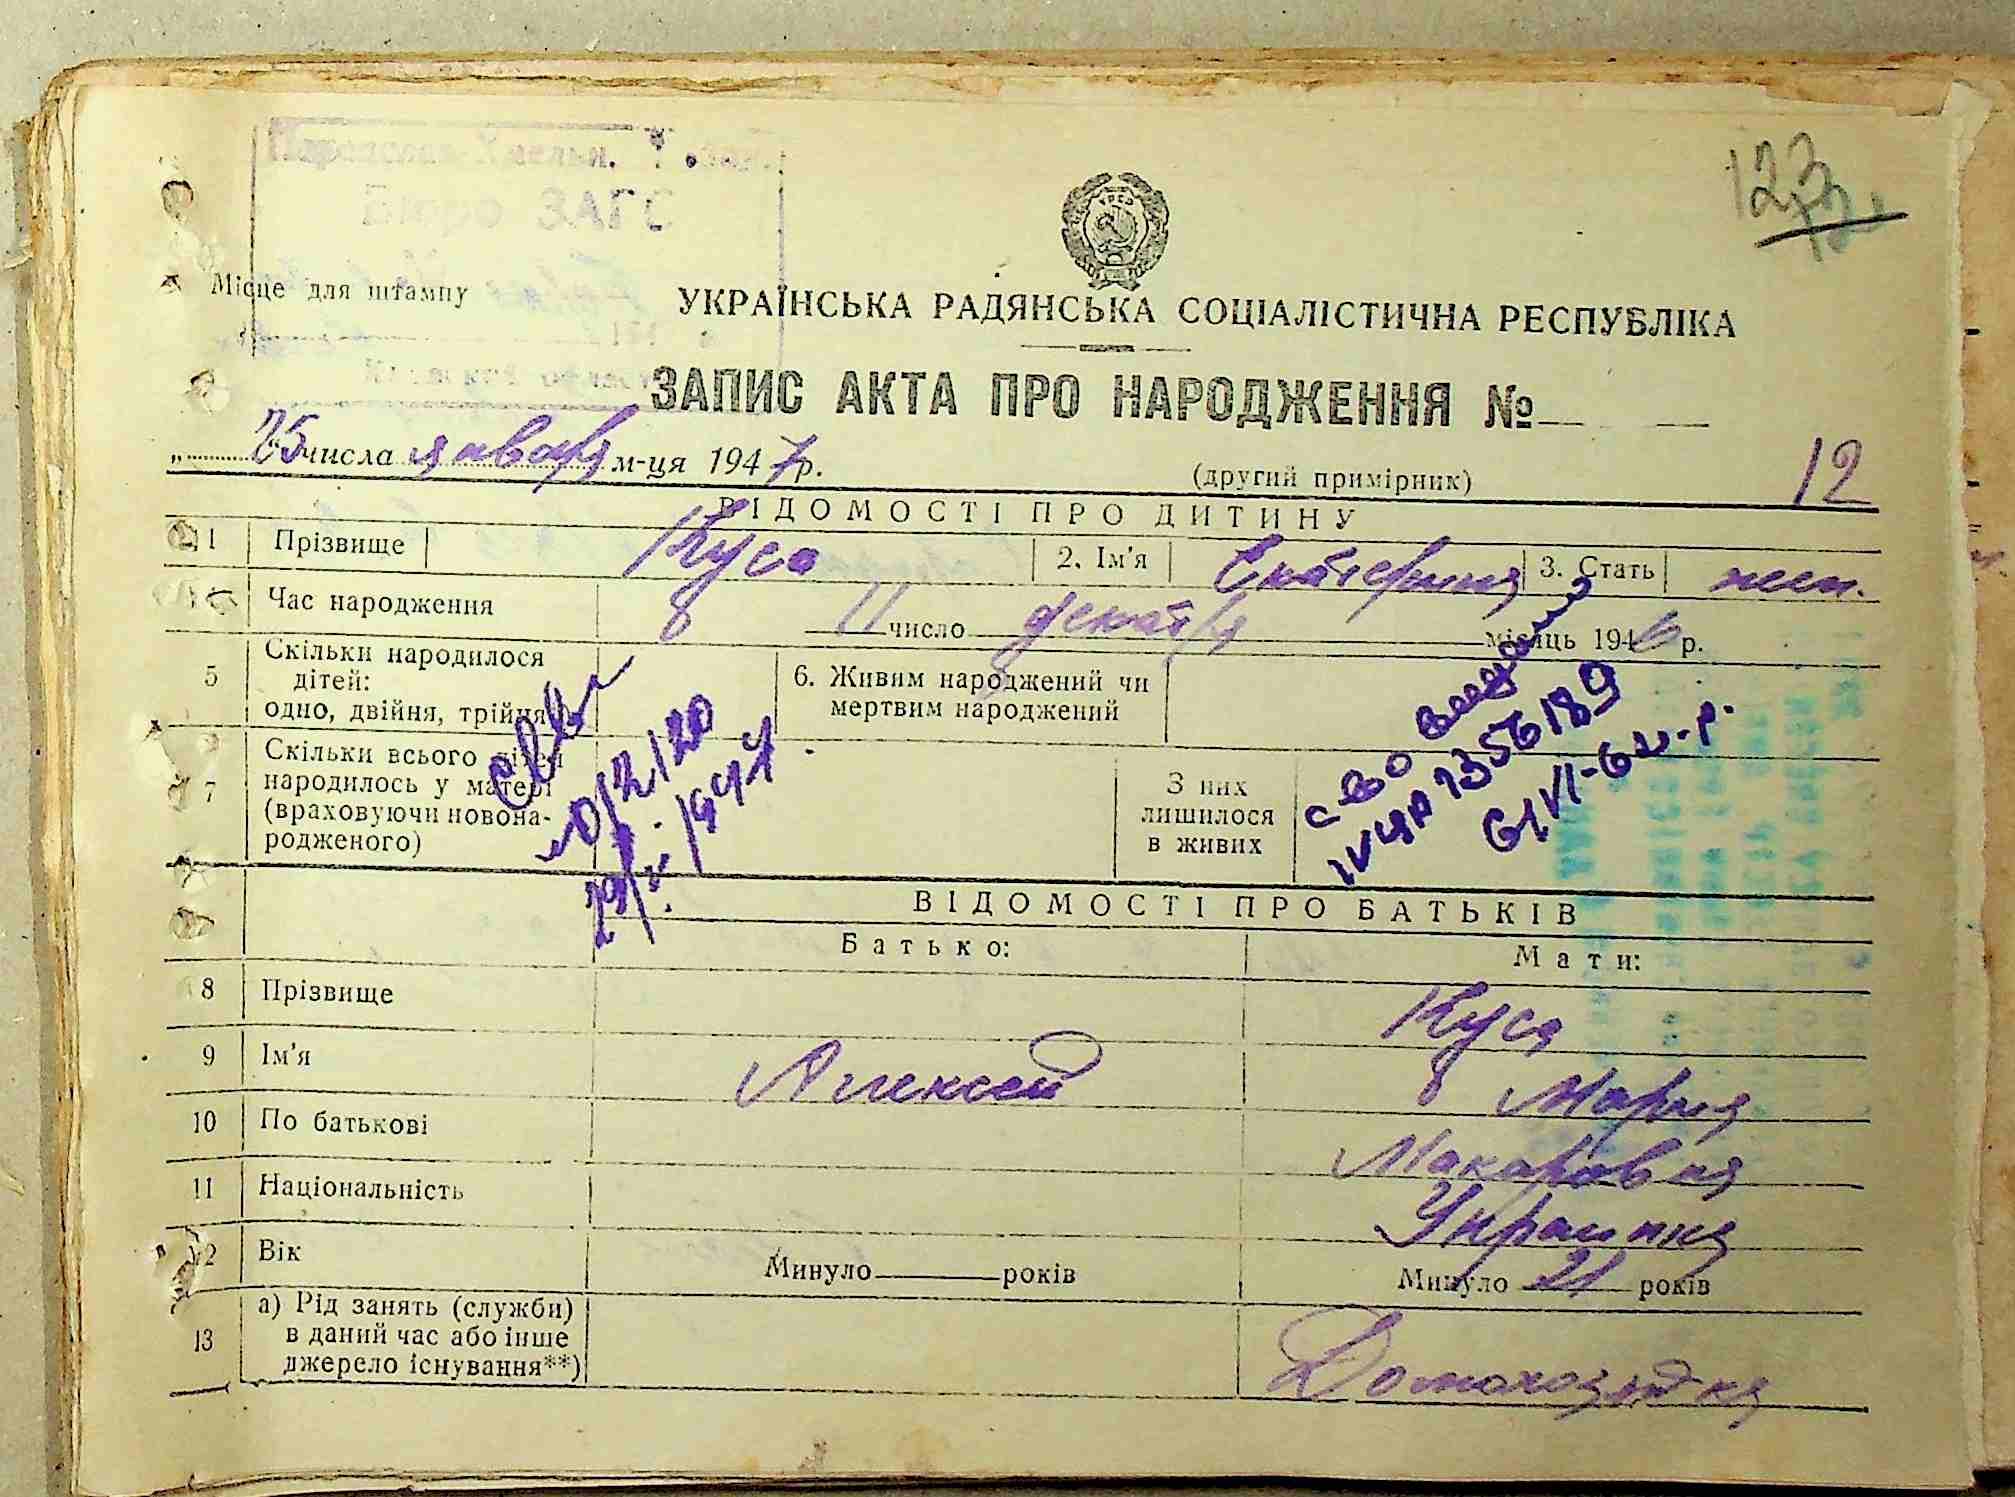 Бюро ЗАГС
Місце для штампу
УКРАЇНСЬКА РАДЯНСЬКА СОЦІАЛІСТИЧНА РЕСПУБЛІКА
ЗАПИС АКТА ПРО НАРОДЖЕННЯ №
„ 25 " числа января м-ця 1947 р.
(другий примірник) 12
ВІДОМОСТІ ПРО ДИТИНУ
1 Прізвище Куса 2. Ім'я Екатерина 3. Стать жен.
Час народження 11 число декабря місяць 1946 р.
5 Скільки народилося
дітей:
одно, двійня, трійня
6. Живим народжений чи
мертвим народжений
7 Скільки всього дітей
народилось у матері
(враховуючи новона-
родженого)
З них
лишилося
в живих
ВІДОМОСТІ ПРО БАТЬКІВ
Батько: Мати:
8 Прізвище Куса
9 Ім'я Алексей Мария
10 По батькові Макаровна
11 Національність Украинка
12 Вік Минуло років Минуло 21 років
13 а) Рід занять (служби)
в даний час або інше
джерело існування**)
Домохозяйка